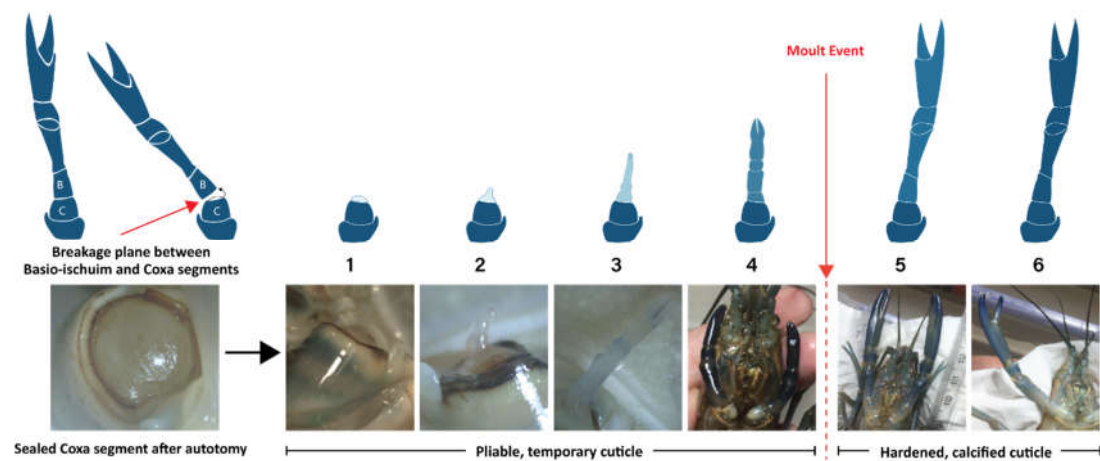 Moult Event
B
C
B
C
Breakage plane between
Basio-ischuim and Coxa segments
1
2
3
4
5
6
Sealed Coxa segment after autotomy
Pliable, temporary cuticle
Hardened, calcified cuticle